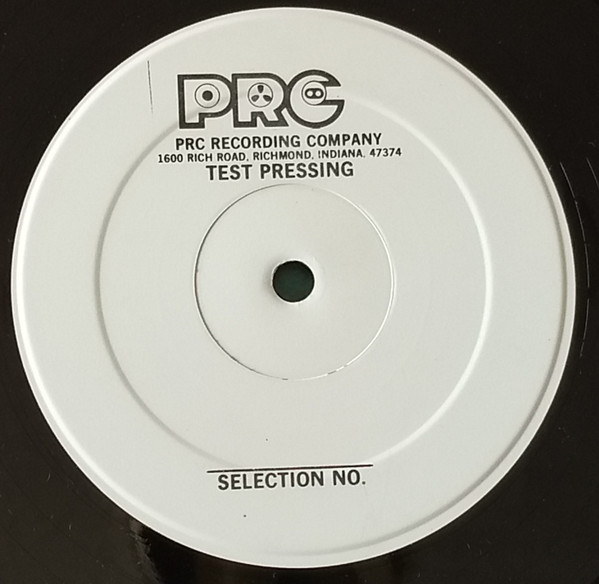 PRC
PRC RECORDING COMPANY
1600 RICH ROAD, RICHMOND, INDIANA. 47374
TEST PRESSING
SELECTION NO.